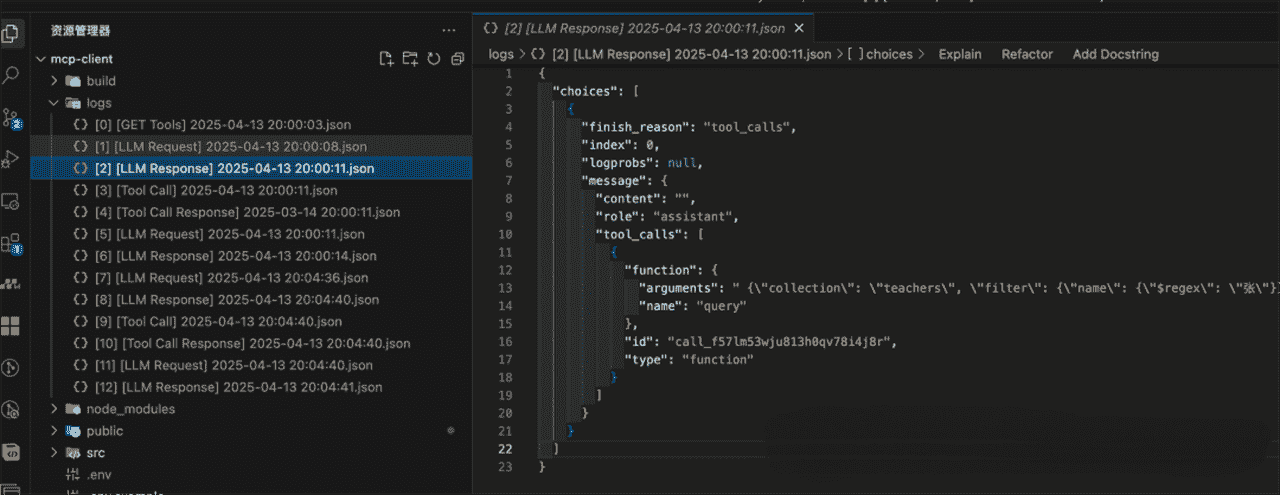 资源管理器
mcp-client
build
logs
[0] [GET Tools] 2025-04-13 20:00:03.json
[1] [LLM Request] 2025-04-13 20:00:08.json
[2] [LLM Response] 2025-04-13 20:00:11.json
[3] [Tool Call] 2025-04-13 20:00:11.json
[4] [Tool Call Response] 2025-03-14 20:00:11.json
[5] [LLM Request] 2025-04-13 20:00:11.json
[6] [LLM Response] 2025-04-13 20:00:14.json
[7] [LLM Request] 2025-04-13 20:04:36.json
[8] [LLM Response] 2025-04-13 20:04:40.json
[9] [Tool Call] 2025-04-13 20:04:40.json
[10] [Tool Call Response] 2025-04-13 20:04:40.json
[11] [LLM Request] 2025-04-13 20:04:40.json
[12] [LLM Response] 2025-04-13 20:04:41.json
node_modules
public
src
.env
2
1
{} [2] [LLM Response] 2025-04-13 20:00:11.json ×
logs > {} [2] [LLM Response] 2025-04-13 20:00:11.json > [ ] choices > Explain Refactor Add Docstring
1 {
2 "choices": [
3 {
4 "finish_reason": "tool_calls",
5 "index": 0,
6 "logprobs": null,
7 "message": {
8 "content": "",
9 "role": "assistant",
10 "tool_calls": [
11 {
12 "function": {
13 "arguments": " {\"collection\": \"teachers\", \"filter\": {\"name\": {\"$regex\": \"张\"}
14 "name": "query"
15 },
16 "id": "call_f57lm53wju813h0qv78i4j8r",
17 "type": "function"
18 }
19 ]
20 }
21 }
22 ]
23 }